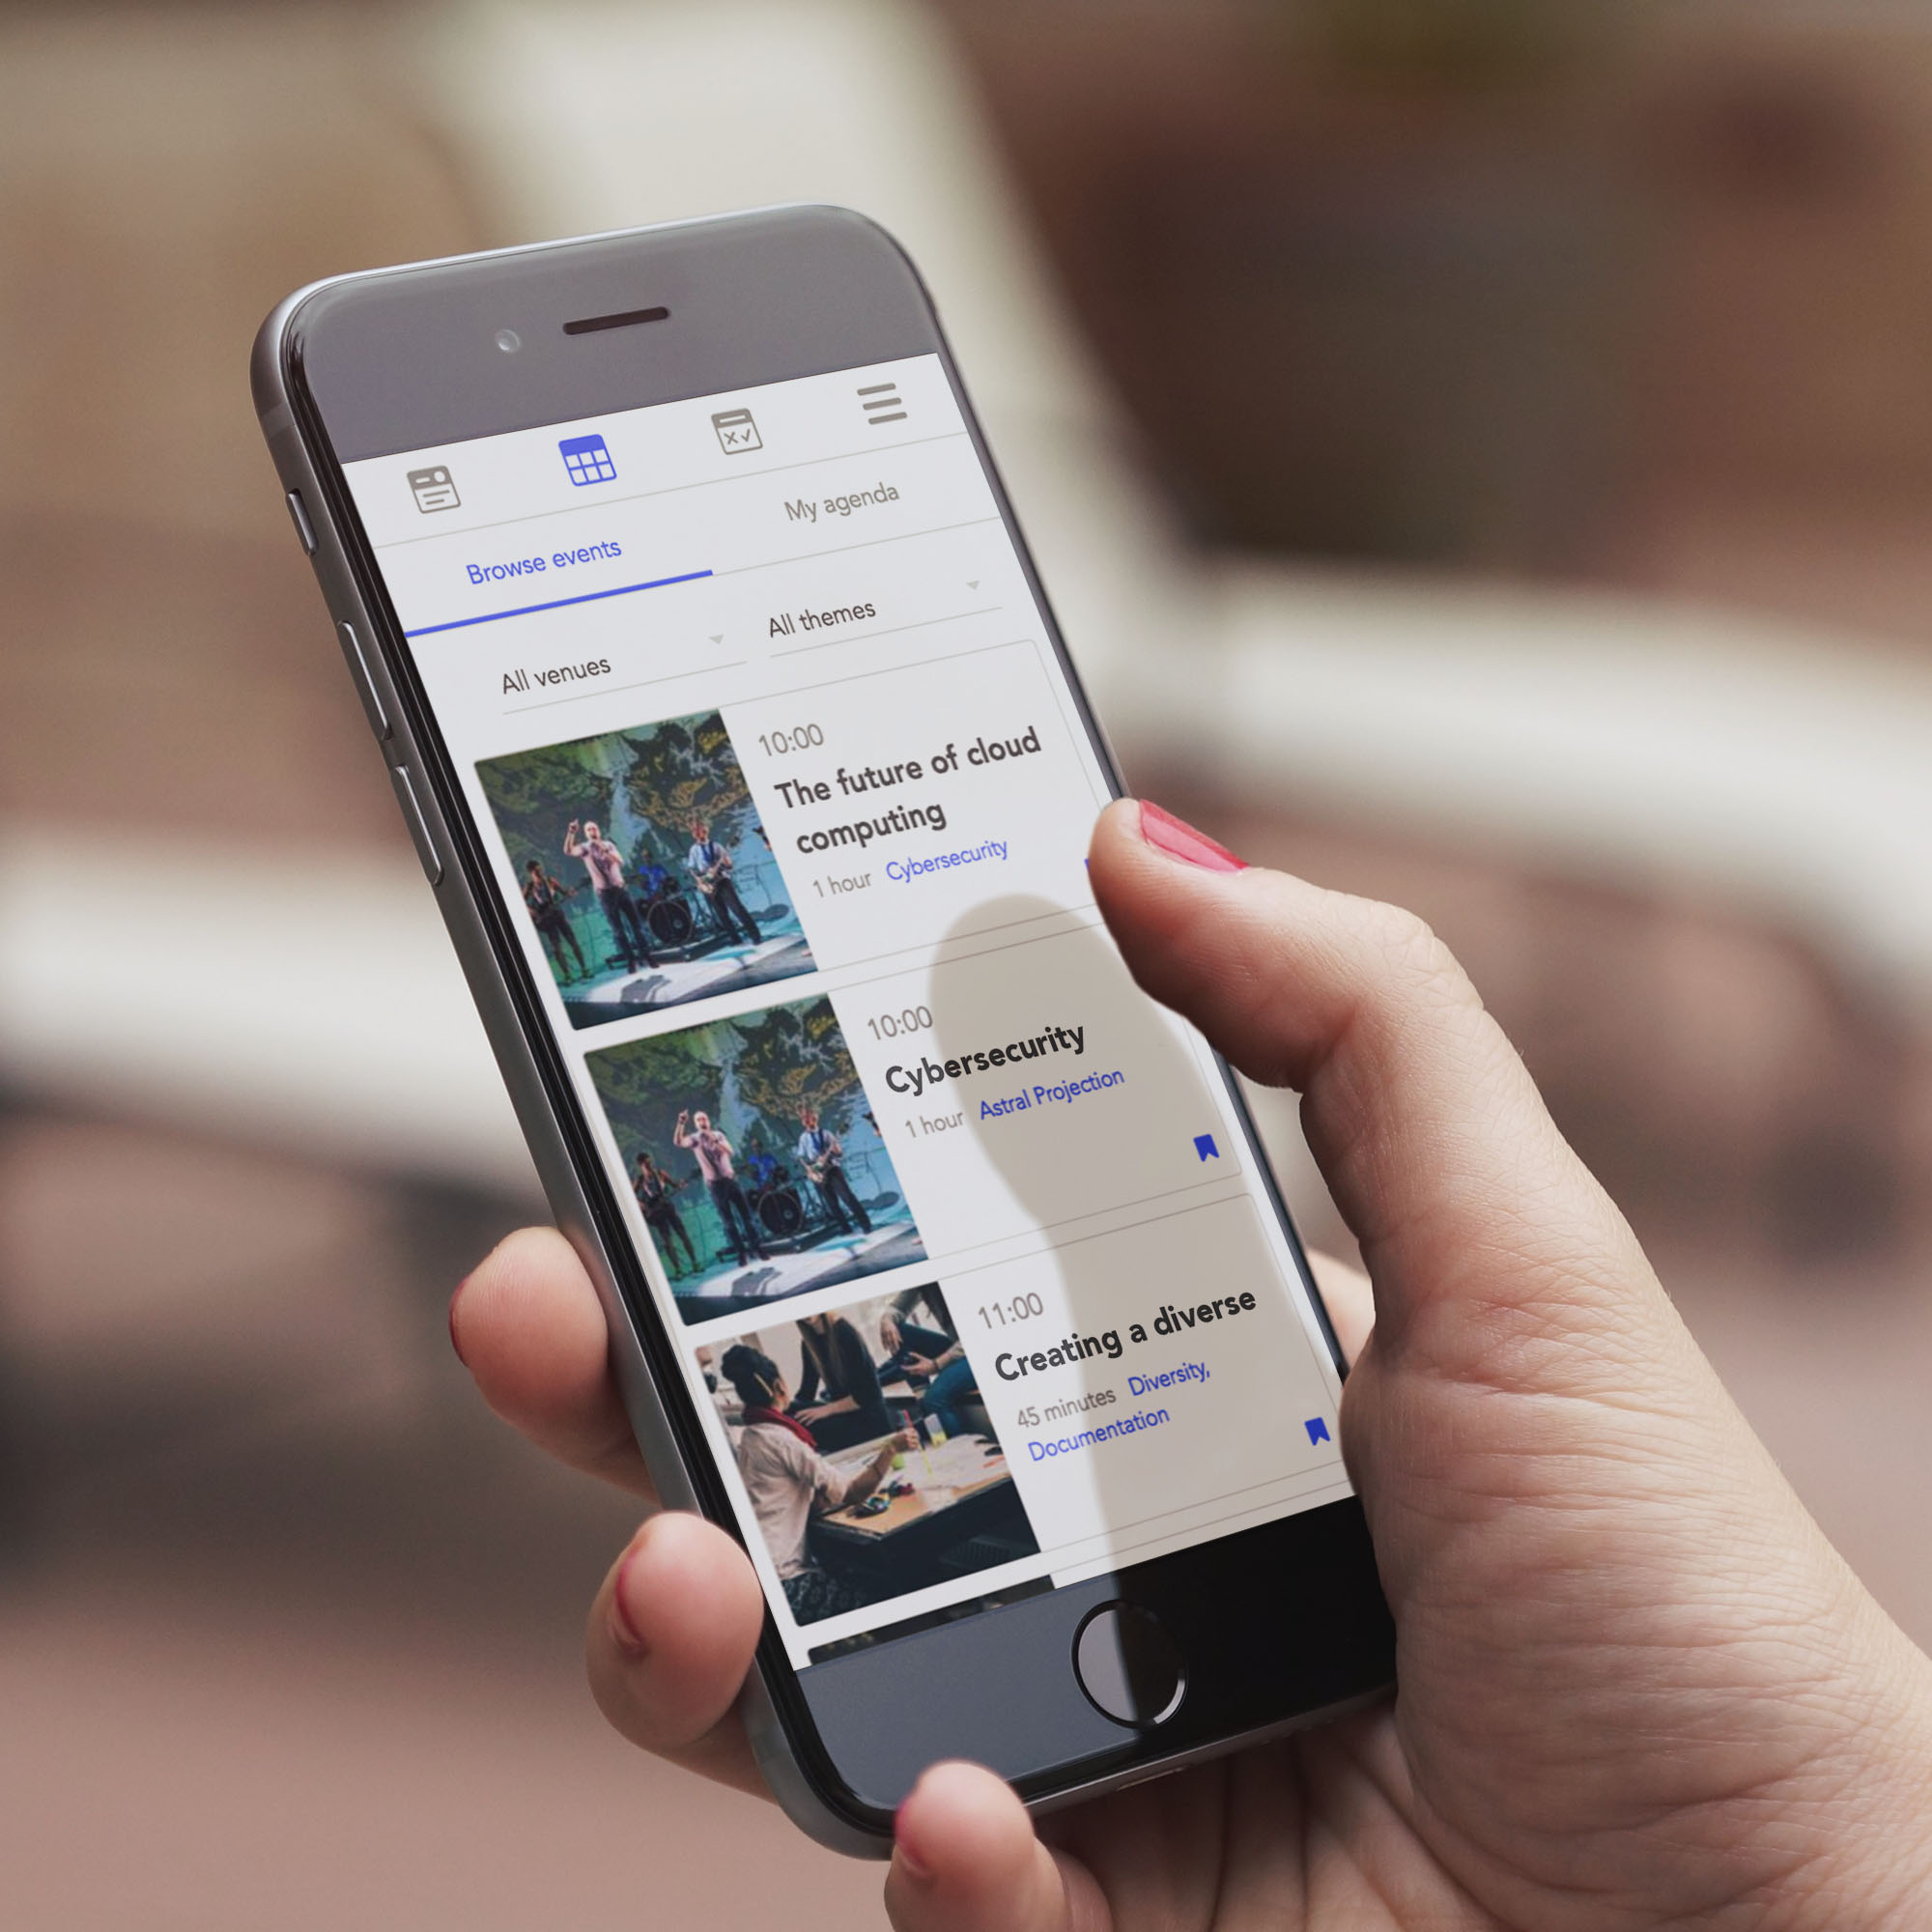 My agenda
Browse events
All themes
All venues
10:00
The future of cloud
computing
1 hour Cybersecurity
10:00
Cybersecurity
1 hour Astral Projection
11:00
Creating a diverse
45 minutes Diversity,
Documentation